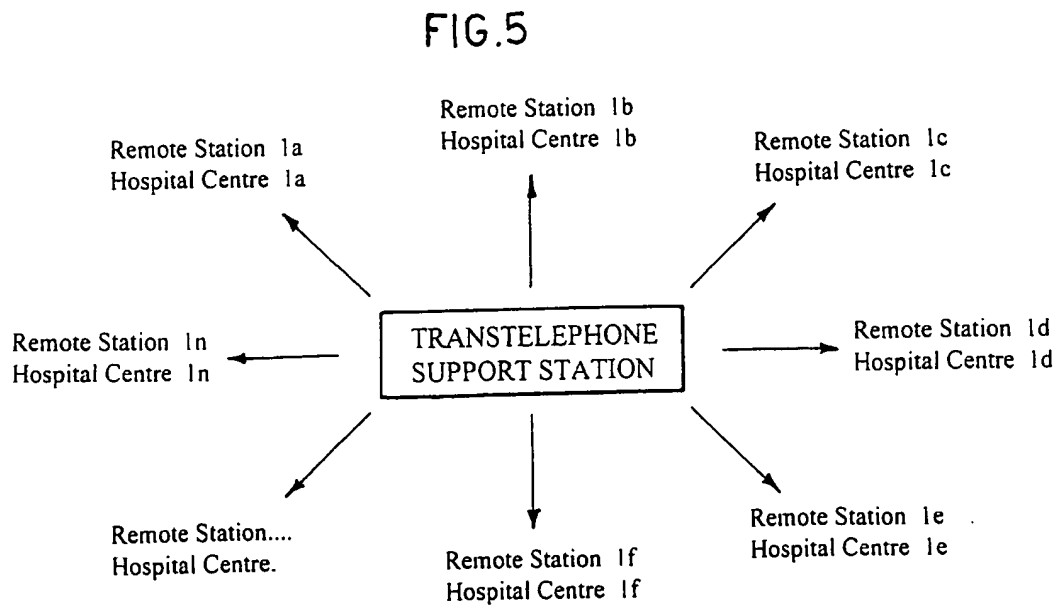 FIG.5
Remote Station 1a
Hospital Centre 1a
Remote Station 1b
Hospital Centre 1b
Remote Station 1c
Hospital Centre 1c
Remote Station 1n
Hospital Centre 1n
TRANSTELEPHONE
SUPPORT STATION
Remote Station 1d
Hospital Centre 1d
Remote Station....
Hospital Centre.
Remote Station 1f
Hospital Centre 1f
Remote Station 1e
Hospital Centre 1e